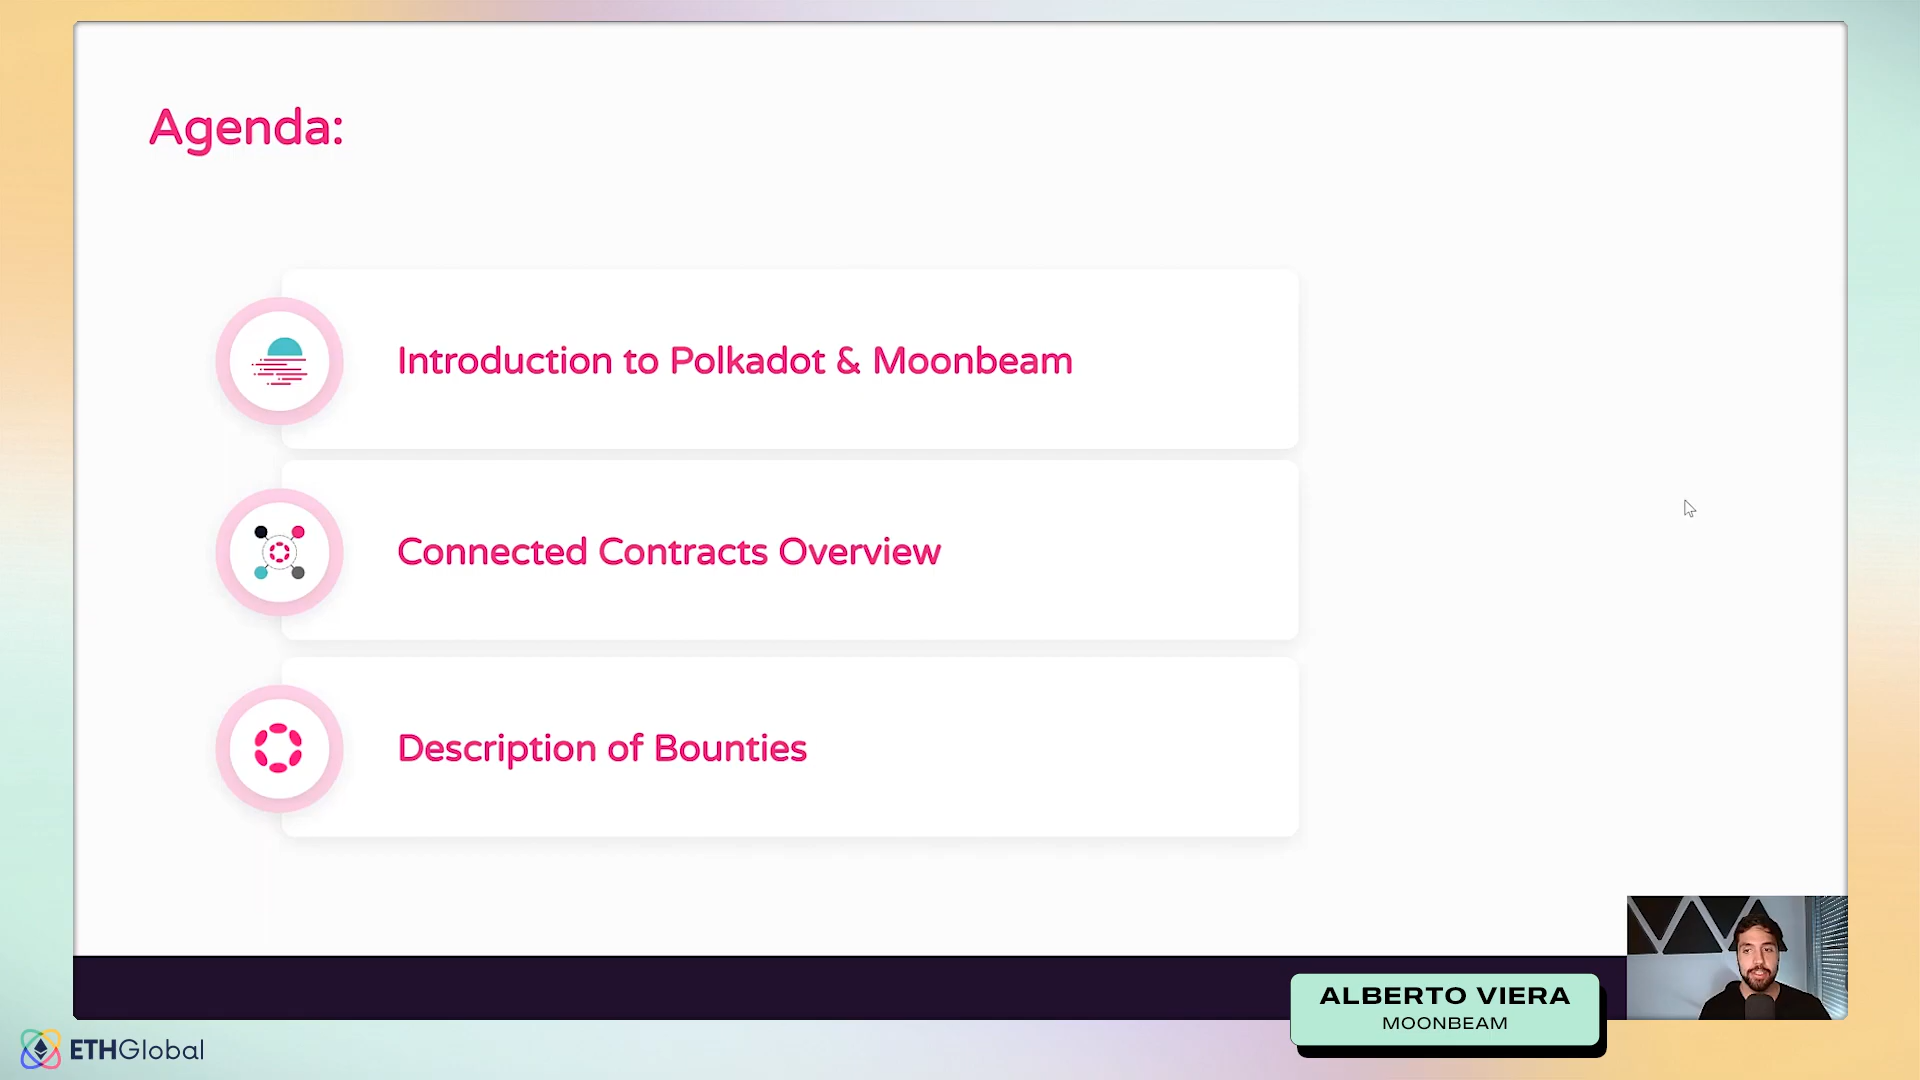 Agenda:
Introduction to Polkadot & Moonbeam
Connected Contracts Overview
Description of Bounties
ALBERTO VIERA
MOONBEAM
ETHGlobal